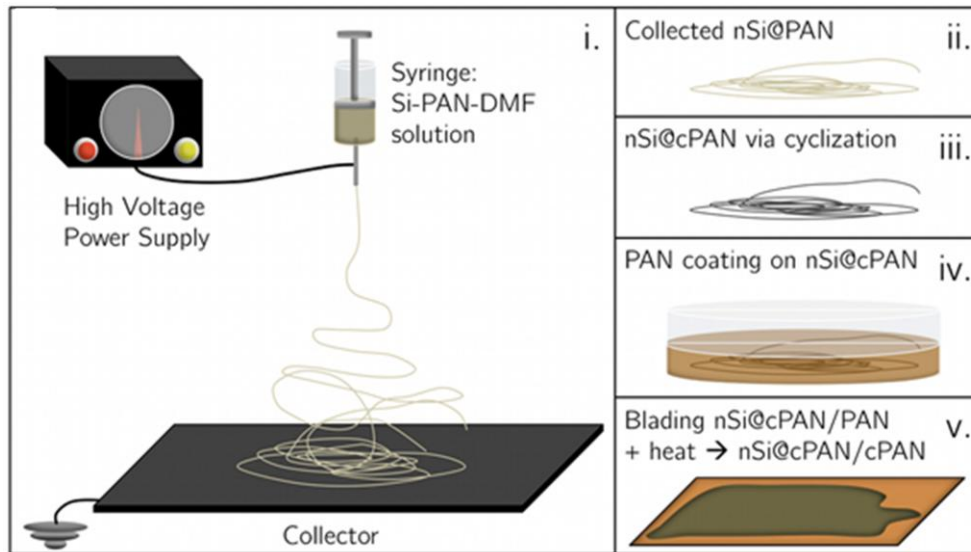 i.
Syringe:
Si-PAN-DMF
solution
High Voltage
Power Supply
Collector
Collected nSi@PAN
ii.
nSi@cPAN via cyclization
iii.
PAN coating on nSi@cPAN
iv.
Blading nSi@cPAN/PAN
v.
+ heat → nSi@cPAN/cPAN